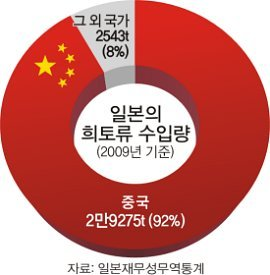 그 외 국가
2543t
(8%)
일본의
희토류 수입량
(2009년 기준)
중국
2만9275t (92%)
자료: 일본재무성무역통계